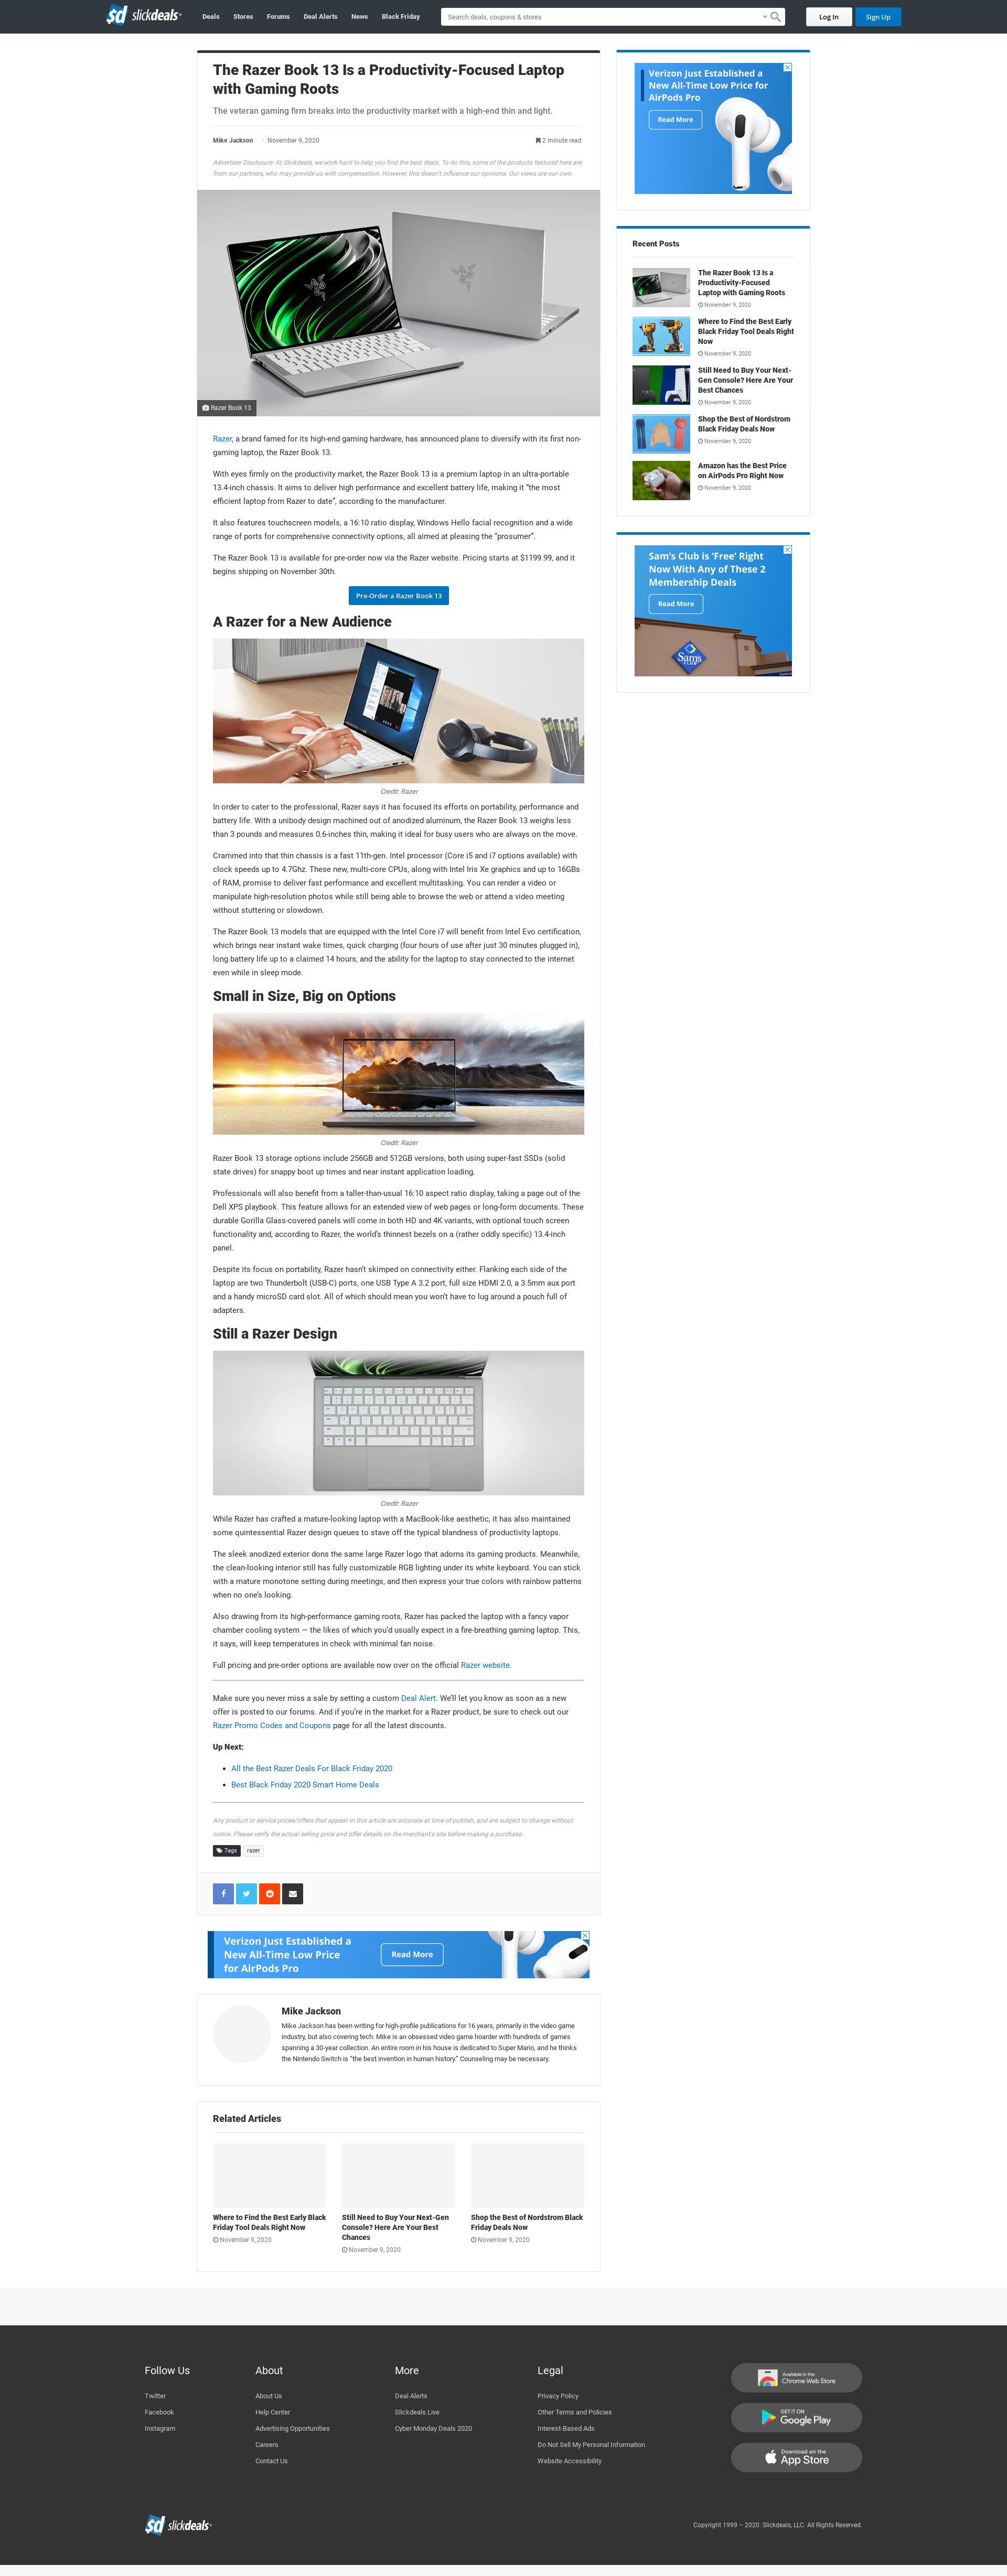 sd slickdeals
Deals
Stores
Forums
Deal Alerts
News
Black Friday
Search deals, coupons & stores
Log In
Sign Up
The Razer Book 13 Is a Productivity-Focused Laptop
with Gaming Roots
The veteran gaming firm breaks into the productivity market with a high-end thin and light.
Mike Jackson · November 9, 2020
2 minute read
Advertiser Disclosure: At Slickdeals, we work hard to help you find the best deals. To do this, some of the products featured here are
from our partners, who may provide us with compensation. However, this doesn't influence our opinions. Our views are our own.
Razer Book 13
Razer, a brand famed for its high-end gaming hardware, has announced plans to diversify with its first non-
gaming laptop, the Razer Book 13.
With eyes firmly on the productivity market, the Razer Book 13 is a premium laptop in an ultra-portable
13.4-inch chassis. It aims to deliver high performance and excellent battery life, making it “the most
efficient laptop from Razer to date”, according to the manufacturer.
It also features touchscreen models, a 16:10 ratio display, Windows Hello facial recognition and a wide
range of ports for comprehensive connectivity options, all aimed at pleasing the “prosumer”.
The Razer Book 13 is available for pre-order now via the Razer website. Pricing starts at $1199.99, and it
begins shipping on November 30th.
Pre-Order a Razer Book 13
A Razer for a New Audience
Credit: Razer
In order to cater to the professional, Razer says it has focused its efforts on portability, performance and
battery life. With a unibody design machined out of anodized aluminum, the Razer Book 13 weighs less
than 3 pounds and measures 0.6-inches thin, making it ideal for busy users who are always on the move.
Crammed into that thin chassis is a fast 11th-gen. Intel processor (Core i5 and i7 options available) with
clock speeds up to 4.7Ghz. These new, multi-core CPUs, along with Intel Iris Xe graphics and up to 16GBs
of RAM, promise to deliver fast performance and excellent multitasking. You can render a video or
manipulate high-resolution photos while still being able to browse the web or attend a video meeting
without stuttering or slowdown.
The Razer Book 13 models that are equipped with the Intel Core i7 will benefit from Intel Evo certification,
which brings near instant wake times, quick charging (four hours of use after just 30 minutes plugged in),
long battery life up to a claimed 14 hours, and the ability for the laptop to stay connected to the internet
even while in sleep mode.
Small in Size, Big on Options
Credit: Razer
Razer Book 13 storage options include 256GB and 512GB versions, both using super-fast SSDs (solid
state drives) for snappy boot up times and near instant application loading.
Professionals will also benefit from a taller-than-usual 16:10 aspect ratio display, taking a page out of the
Dell XPS playbook. This feature allows for an extended view of web pages or long-form documents. These
durable Gorilla Glass-covered panels will come in both HD and 4K variants, with optional touch screen
functionality and, according to Razer, the world's thinnest bezels on a (rather oddly specific) 13.4-inch
panel.
Despite its focus on portability, Razer hasn't skimped on connectivity either. Flanking each side of the
laptop are two Thunderbolt (USB-C) ports, one USB Type A 3.2 port, full size HDMI 2.0, a 3.5mm aux port
and a handy microSD card slot. All of which should mean you won't have to lug around a pouch full of
adapters.
Still a Razer Design
Credit: Razer
While Razer has crafted a mature-looking laptop with a MacBook-like aesthetic, it has also maintained
some quintessential Razer design queues to stave off the typical blandness of productivity laptops.
The sleek anodized exterior dons the same large Razer logo that adorns its gaming products. Meanwhile,
the clean-looking interior still has fully customizable RGB lighting under its white keyboard. You can stick
with a mature monotone setting during meetings, and then express your true colors with rainbow patterns
when no one's looking.
Also drawing from its high-performance gaming roots, Razer has packed the laptop with a fancy vapor
chamber cooling system — the likes of which you'd usually expect in a fire-breathing gaming laptop. This,
it says, will keep temperatures in check with minimal fan noise.
Full pricing and pre-order options are available now over on the official Razer website.
Make sure you never miss a sale by setting a custom Deal Alert. We'll let you know as soon as a new
offer is posted to our forums. And if you're in the market for a Razer product, be sure to check out our
Razer Promo Codes and Coupons page for all the latest discounts.
Up Next:
• All the Best Razer Deals For Black Friday 2020
• Best Black Friday 2020 Smart Home Deals
Any product or service prices/offers that appear in this article are accurate at time of publish, and are subject to change without
notice. Please verify the actual selling price and offer details on the merchant's site before making a purchase.
Tags
razer
Verizon Just Established a
New All-Time Low Price
for AirPods Pro
Read More
Mike Jackson
Mike Jackson has been writing for high-profile publications for 16 years, primarily in the video game
industry, but also covering tech. Mike is an obsessed video game hoarder with hundreds of games
spanning a 30-year collection. An entire room in his house is dedicated to Super Mario, and he thinks
the Nintendo Switch is “the best invention in human history.” Counseling may be necessary.
Related Articles
Where to Find the Best Early Black
Friday Tool Deals Right Now
November 9, 2020
Still Need to Buy Your Next-Gen
Console? Here Are Your Best
Chances
November 9, 2020
Shop the Best of Nordstrom Black
Friday Deals Now
November 9, 2020
Verizon Just Established a
New All-Time Low Price for
AirPods Pro
Read More
Recent Posts
The Razer Book 13 Is a
Productivity-Focused
Laptop with Gaming Roots
November 9, 2020
Where to Find the Best Early
Black Friday Tool Deals Right
Now
November 9, 2020
Still Need to Buy Your Next-
Gen Console? Here Are Your
Best Chances
November 9, 2020
Shop the Best of Nordstrom
Black Friday Deals Now
November 9, 2020
Amazon has the Best Price
on AirPods Pro Right Now
November 9, 2020
Sam's Club is 'Free' Right
Now With Any of These 2
Membership Deals
Read More
Sam's
Follow Us
Twitter
Facebook
Instagram
About
About Us
Help Center
Advertising Opportunities
Careers
Contact Us
More
Deal Alerts
Slickdeals Live
Cyber Monday Deals 2020
Legal
Privacy Policy
Other Terms and Policies
Interest-Based Ads
Do Not Sell My Personal Information
Website Accessibility
Available in the
Chrome Web Store
GET IT ON
Google Play
Download on the
App Store
sd slickdeals
Copyright 1999 – 2020. Slickdeals, LLC. All Rights Reserved.